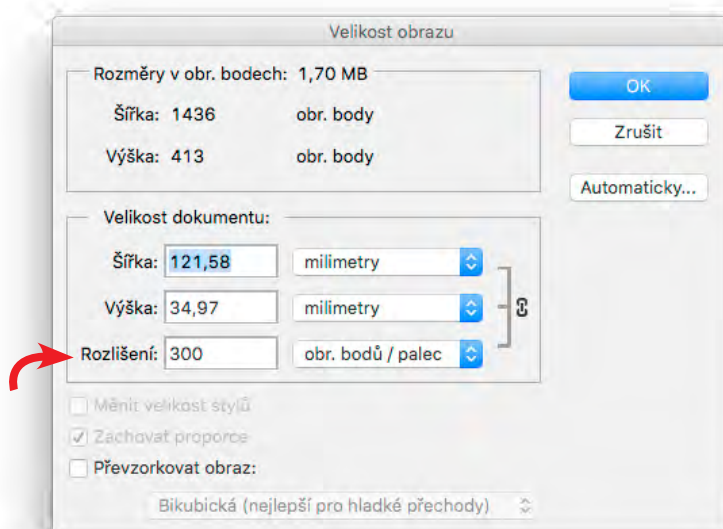 Velikost obrazu
Rozměry v obr. bodech: 1,70 MB
Šířka: 1436 obr. body
Výška: 413 obr. body
OK
Zrušit
Automaticky...
Velikost dokumentu:
Šířka: 121,58 milimetry
Výška: 34,97 milimetry
Rozlišení: 300 obr. bodů / palec
Měnit velikost stylů
Zachovat proporce
Převzorkovat obraz:
Bikubická (nejlepší pro hladké přechody)